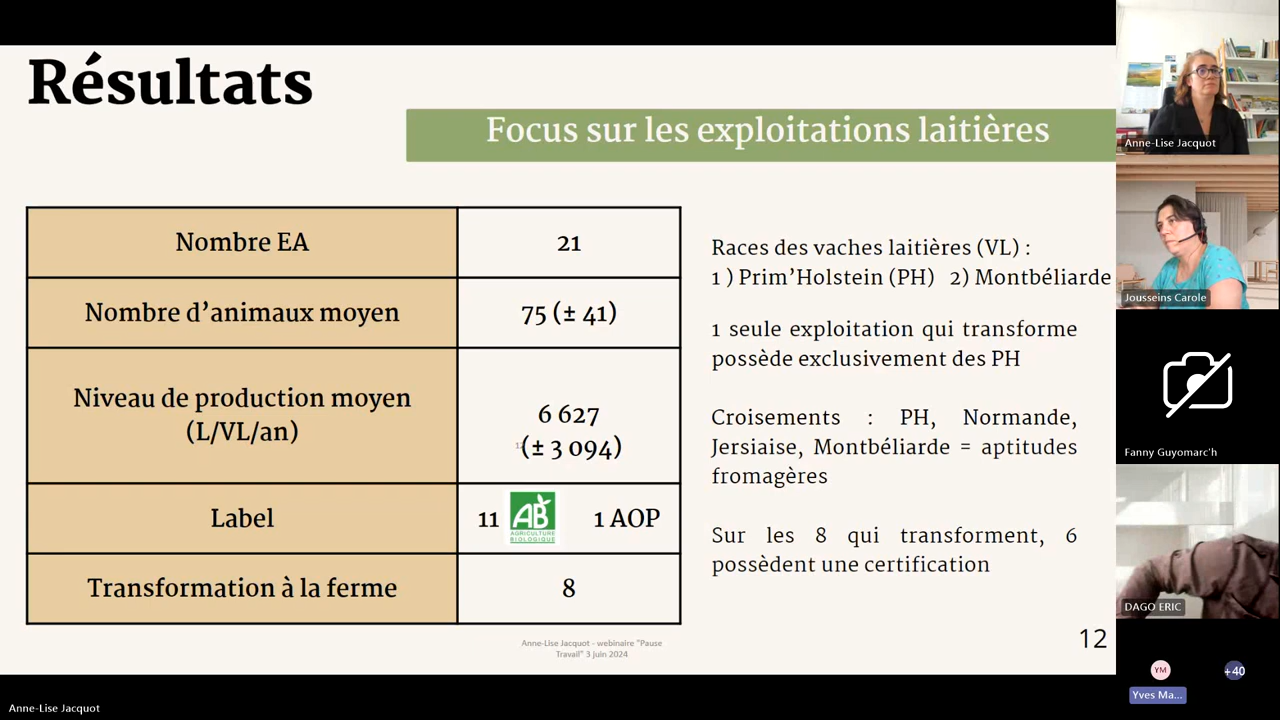 Résultats
Focus sur les exploitations laitières
Nombre EA
21
Nombre d'animaux moyen
75 (± 41)
Niveau de production moyen
(L/VL/an)
6 627
12
(± 3 094)
Label
11
AB
AGRICULTURE
BIOLOGIQUE
1 AOP
Transformation à la ferme
8
Races des vaches laitières (VL) :
1 ) Prim'Holstein (PH) 2) Montbéliarde
1 seule exploitation qui transforme
possède exclusivement des PH
Croisements : PH, Normande,
Jersiaise, Montbéliarde = aptitudes
fromagères
Sur les 8 qui transforment, 6
possèdent une certification
Anne-Lise Jacquot - webinaire "Pause
Travail" 3 juin 2024
12
Anne-Lise Jacquot
Jousseins Carole
Fanny Guyomarc'h
DAGO ERIC
YM
+40
Yves Ma...
Anne-Lise Jacquot